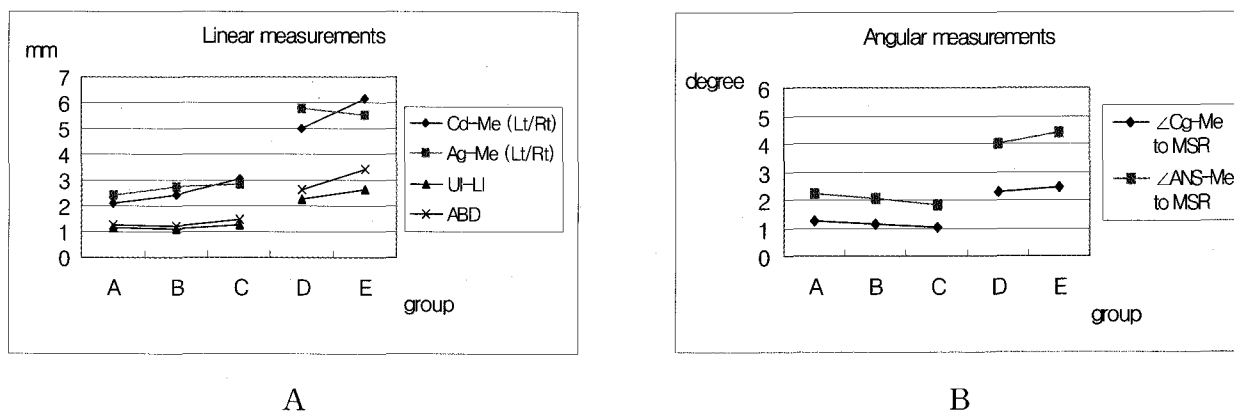 Linear measurements
mm
7
6
5
4
3
2
1
0
A B C D E
group
Cd-Me (Lt/Rt)
Ag-Me (Lt/Rt)
UI-LI
ABD
A
Angular measurements
degree
6
5
4
3
2
1
0
A B C D E
group
∠Cg-Me
to MSR
∠ANS-Me
to MSR
B